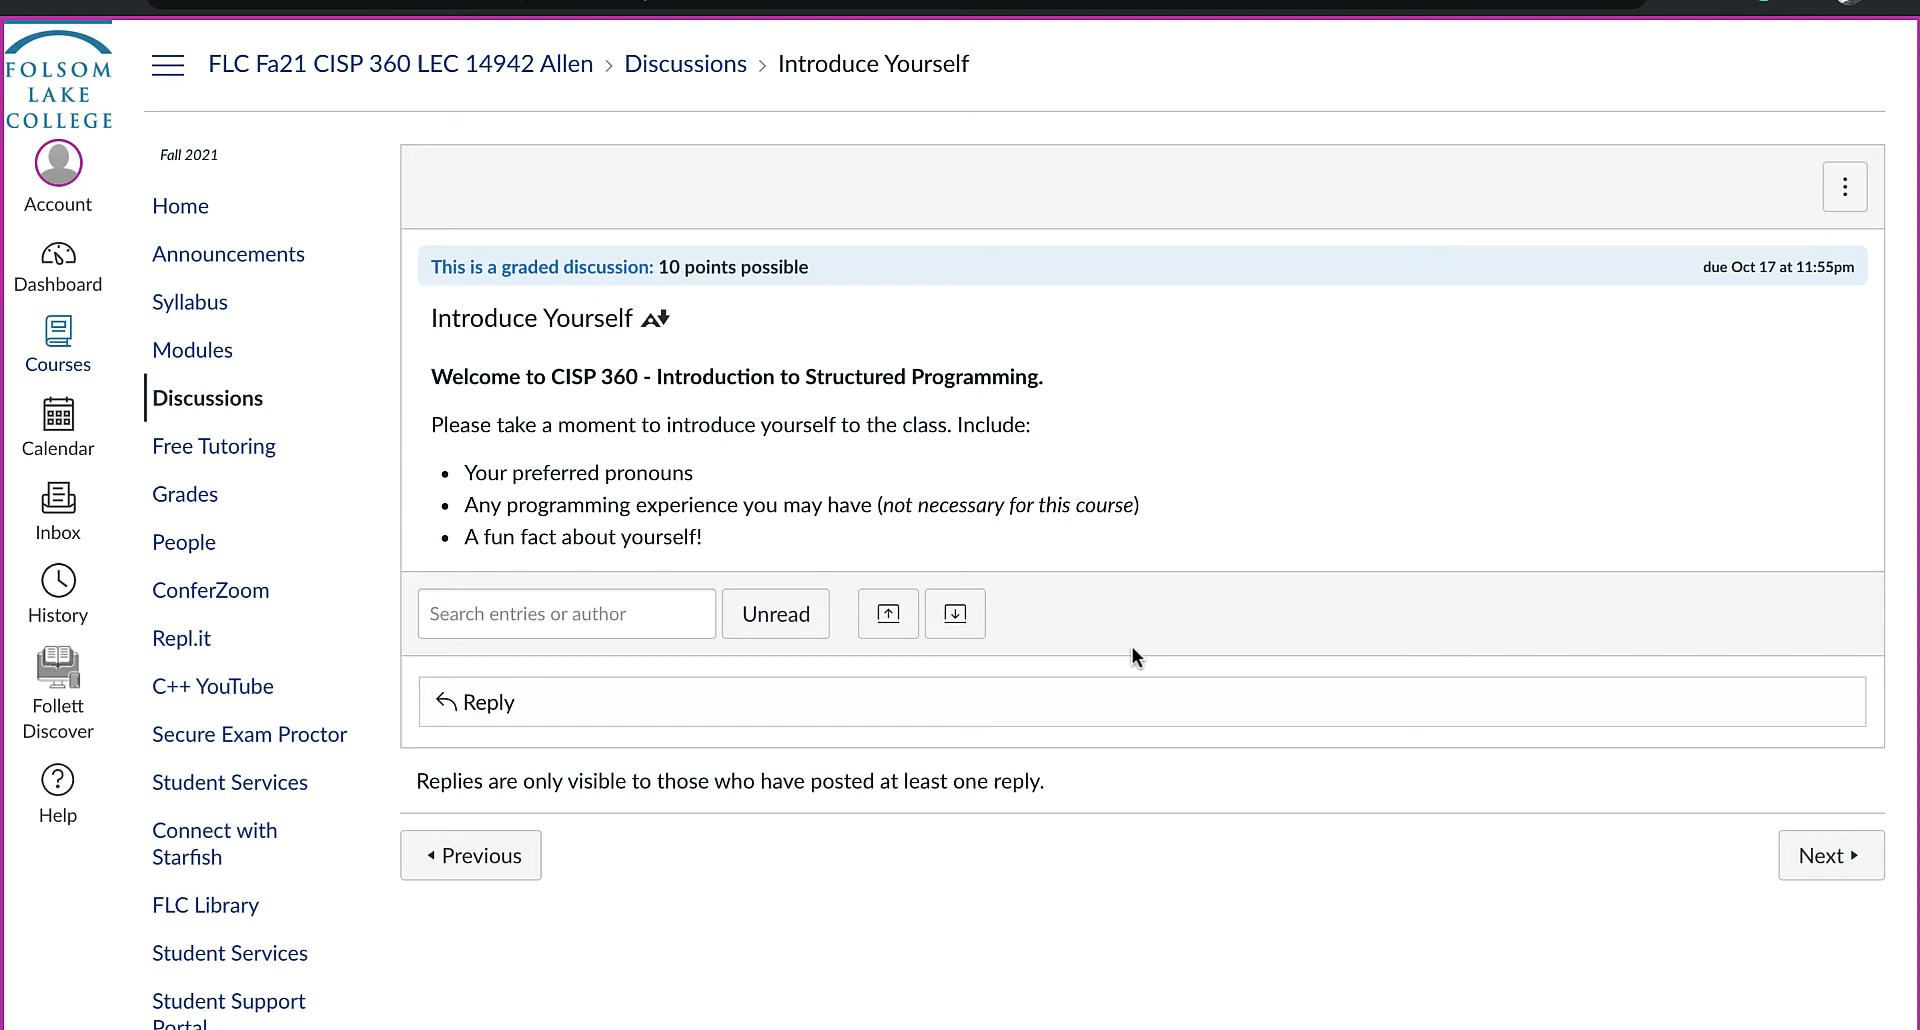 FOLSOM
LAKE
COLLEGE
FLC Fa21 CISP 360 LEC 14942 Allen › Discussions › Introduce Yourself
Account
Dashboard
Courses
Calendar
Inbox
History
Follett
Discover
Help
Fall 2021
Home
Announcements
Syllabus
Modules
Discussions
Free Tutoring
Grades
People
ConferZoom
Repl.it
C++ YouTube
Secure Exam Proctor
Student Services
Connect with
Starfish
FLC Library
Student Services
Student Support
Portal
This is a graded discussion: 10 points possible
due Oct 17 at 11:55pm
Introduce Yourself
Welcome to CISP 360 - Introduction to Structured Programming.
Please take a moment to introduce yourself to the class. Include:
• Your preferred pronouns
• Any programming experience you may have (not necessary for this course)
• A fun fact about yourself!
Search entries or author
Unread
Reply
Replies are only visible to those who have posted at least one reply.
Previous
Next